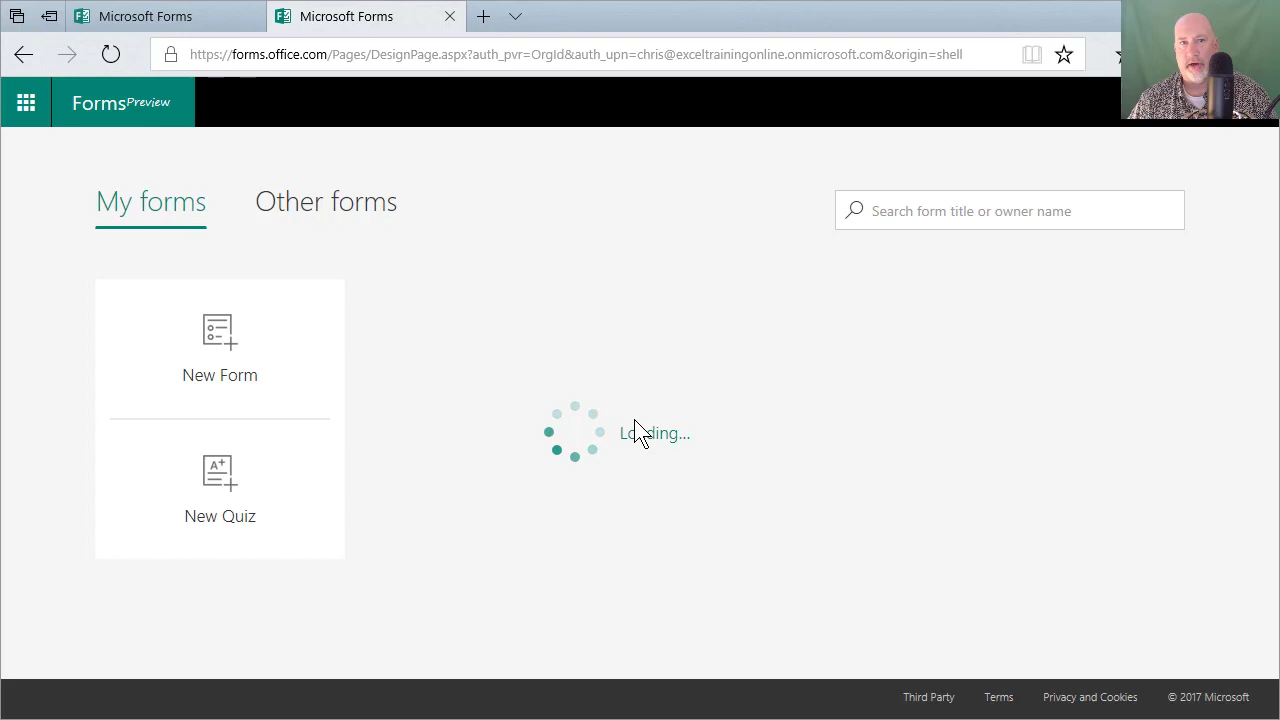 Microsoft Forms
Microsoft Forms
https://forms.office.com/Pages/DesignPage.aspx?auth_pvr=OrgId&auth_upn=chris@exceltrainingonline.onmicrosoft.com&origin=shell
Forms Preview
My forms
Other forms
Search form title or owner name
New Form
Loading...
New Quiz
Third Party
Terms
Privacy and Cookies
© 2017 Microsoft